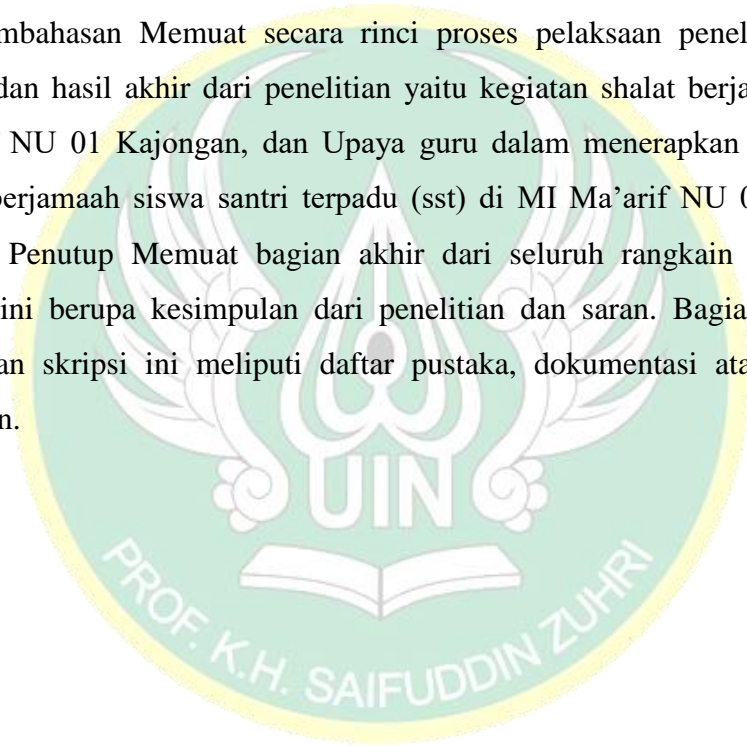 mbahasan Memuat secara rinci proses pelaksaan penel
dan hasil akhir dari penelitian yaitu kegiatan shalat berja
NU 01 Kajongan, dan Upaya guru dalam menerapkan
berjamaah siswa santri terpadu (sst) di MI Ma’arif NU 0
Penutup Memuat bagian akhir dari seluruh rangkain
ini berupa kesimpulan dari penelitian dan saran. Bagia
an skripsi ini meliputi daftar pustaka, dokumentasi ata
n.
UIN
PROF. K.H. SAIFUDDIN ZUHRI